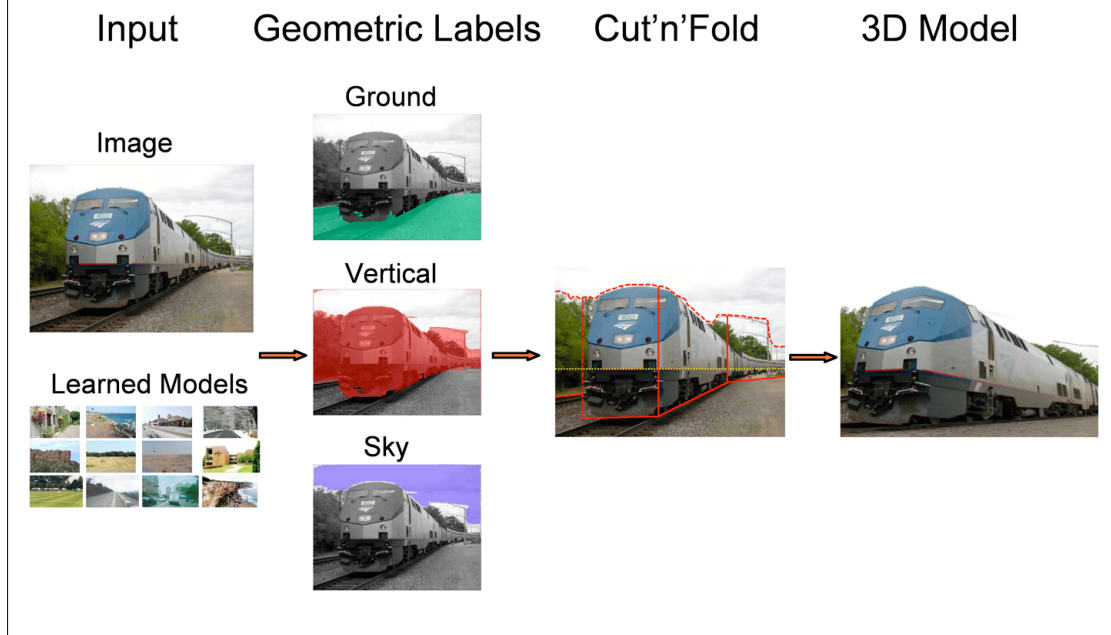 Input
Geometric Labels
Cut’n’Fold
3D Model
Image
Learned Models
Ground
Vertical
Sky